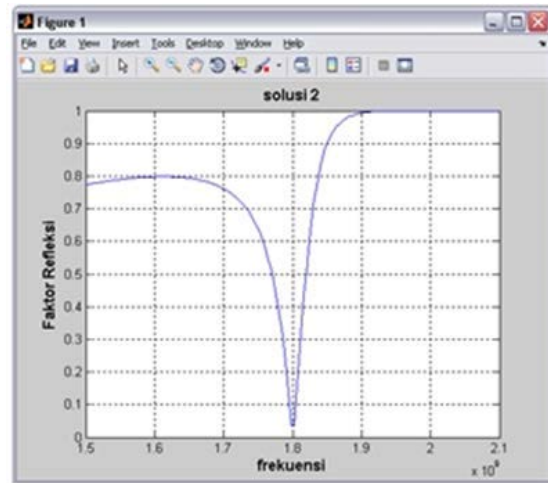 Figure 1
File Edit View Insert Tools Desktop Window Help
solusi 2
1
0.9
0.8
0.7
0.6
0.5
0.4
0.3
0.2
0.1
0
Faktor Refleksi
1.5 1.6 1.7 1.8 1.9 2 2.1
frekuensi
x 10⁹